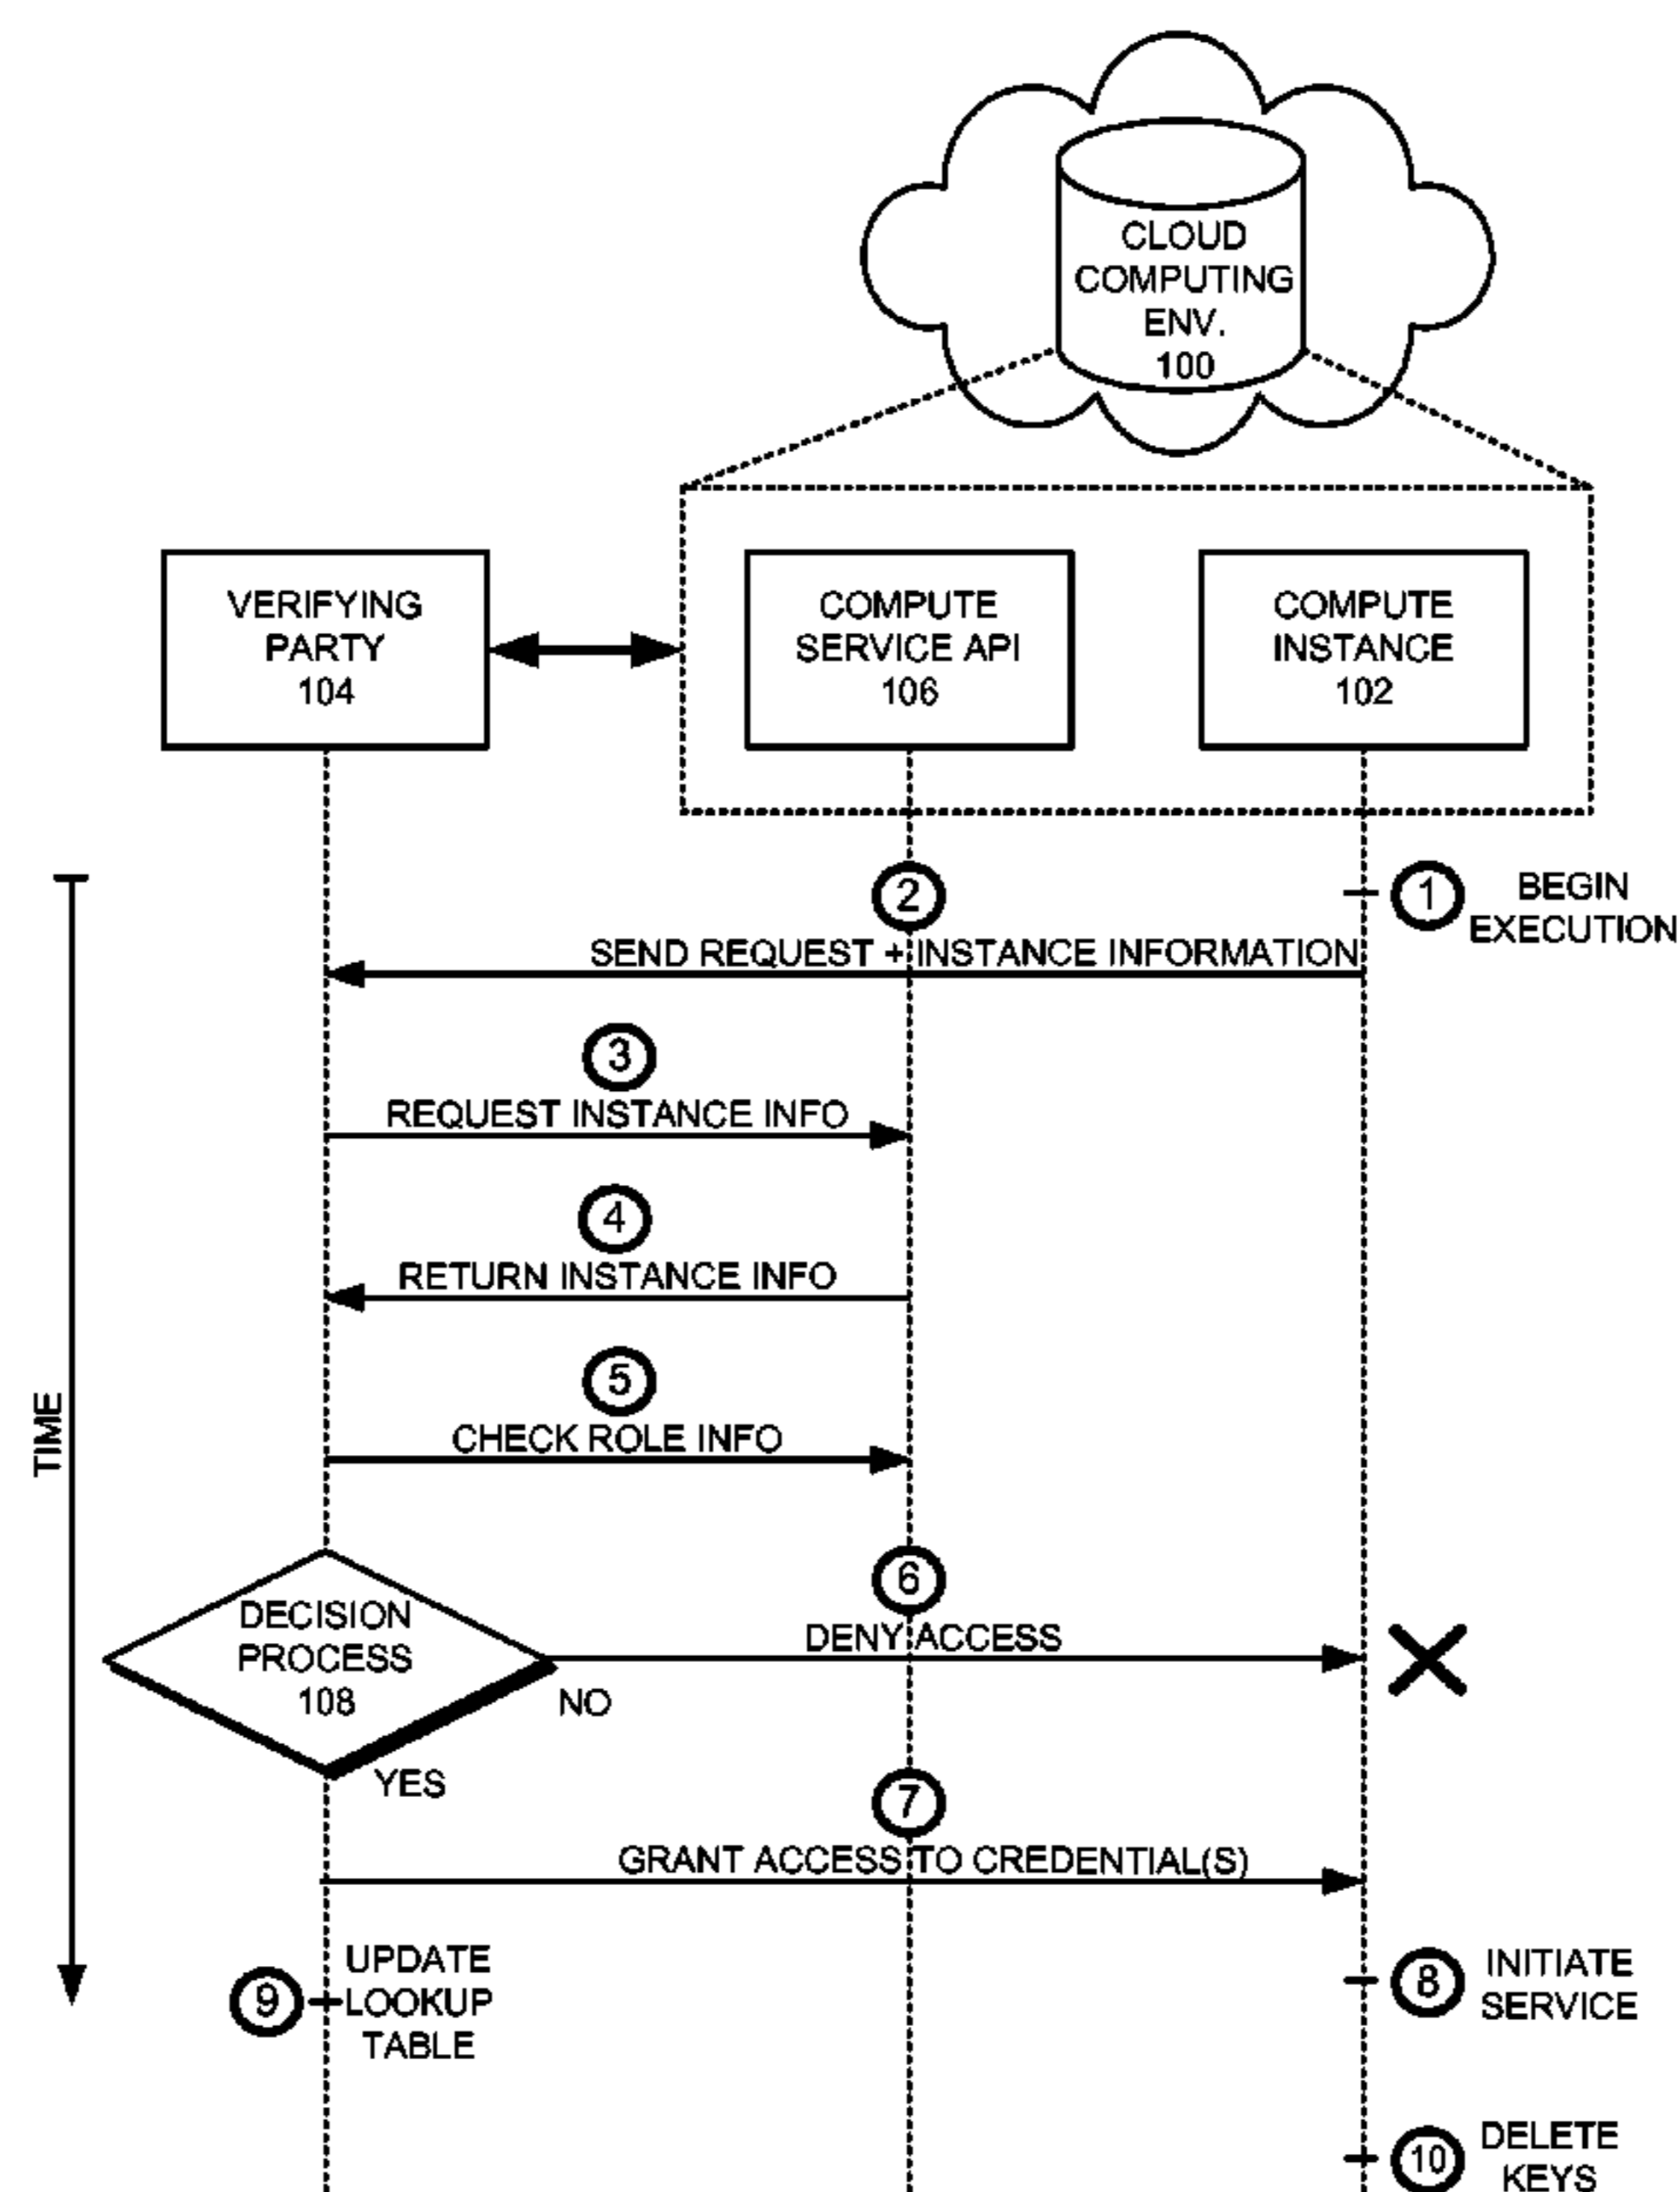 CLOUD
COMPUTING
ENV.
100
VERIFYING
PARTY
104
COMPUTE
SERVICE API
106
COMPUTE
INSTANCE
102
2
1
BEGIN
EXECUTION
SEND REQUEST + INSTANCE INFORMATION
3
REQUEST INSTANCE INFO
4
RETURN INSTANCE INFO
5
CHECK ROLE INFO
TIME
6
DENY ACCESS
DECISION
PROCESS
108
NO
YES
7
GRANT ACCESS TO CREDENTIAL(S)
8
INITIATE
SERVICE
9
UPDATE
LOOKUP
TABLE
10
DELETE
KEYS